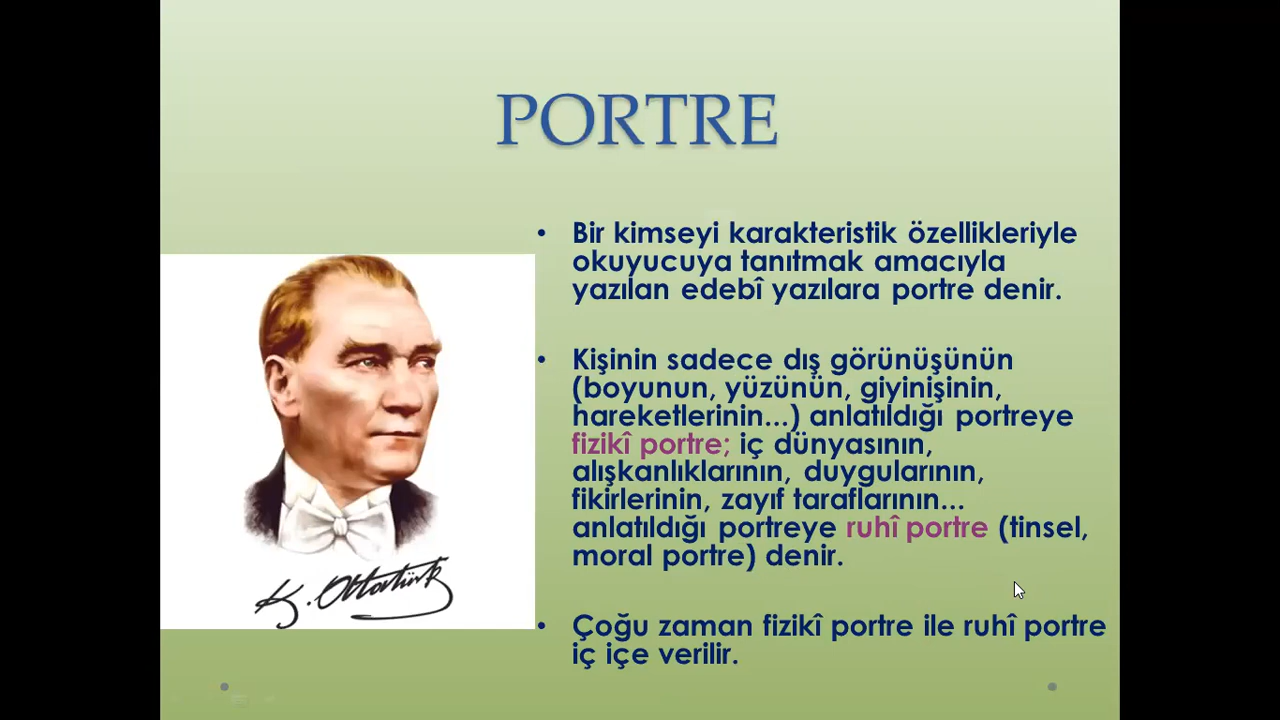 PORTRE
• Bir kimseyi karakteristik özellikleriyle
okuyucuya tanıtmak amacıyla
yazılan edebî yazılara portre denir.
• Kişinin sadece dış görünüşünün
(boyunun, yüzünün, giyinişinin,
hareketlerinin...) anlatıldığı portreye
fizikî portre; iç dünyasının,
alışkanlıklarının, duygularının,
fikirlerinin, zayıf taraflarının...
anlatıldığı portreye ruhî portre (tinsel,
moral portre) denir.
• Çoğu zaman fizikî portre ile ruhî portre
iç içe verilir.
K. Atatürk